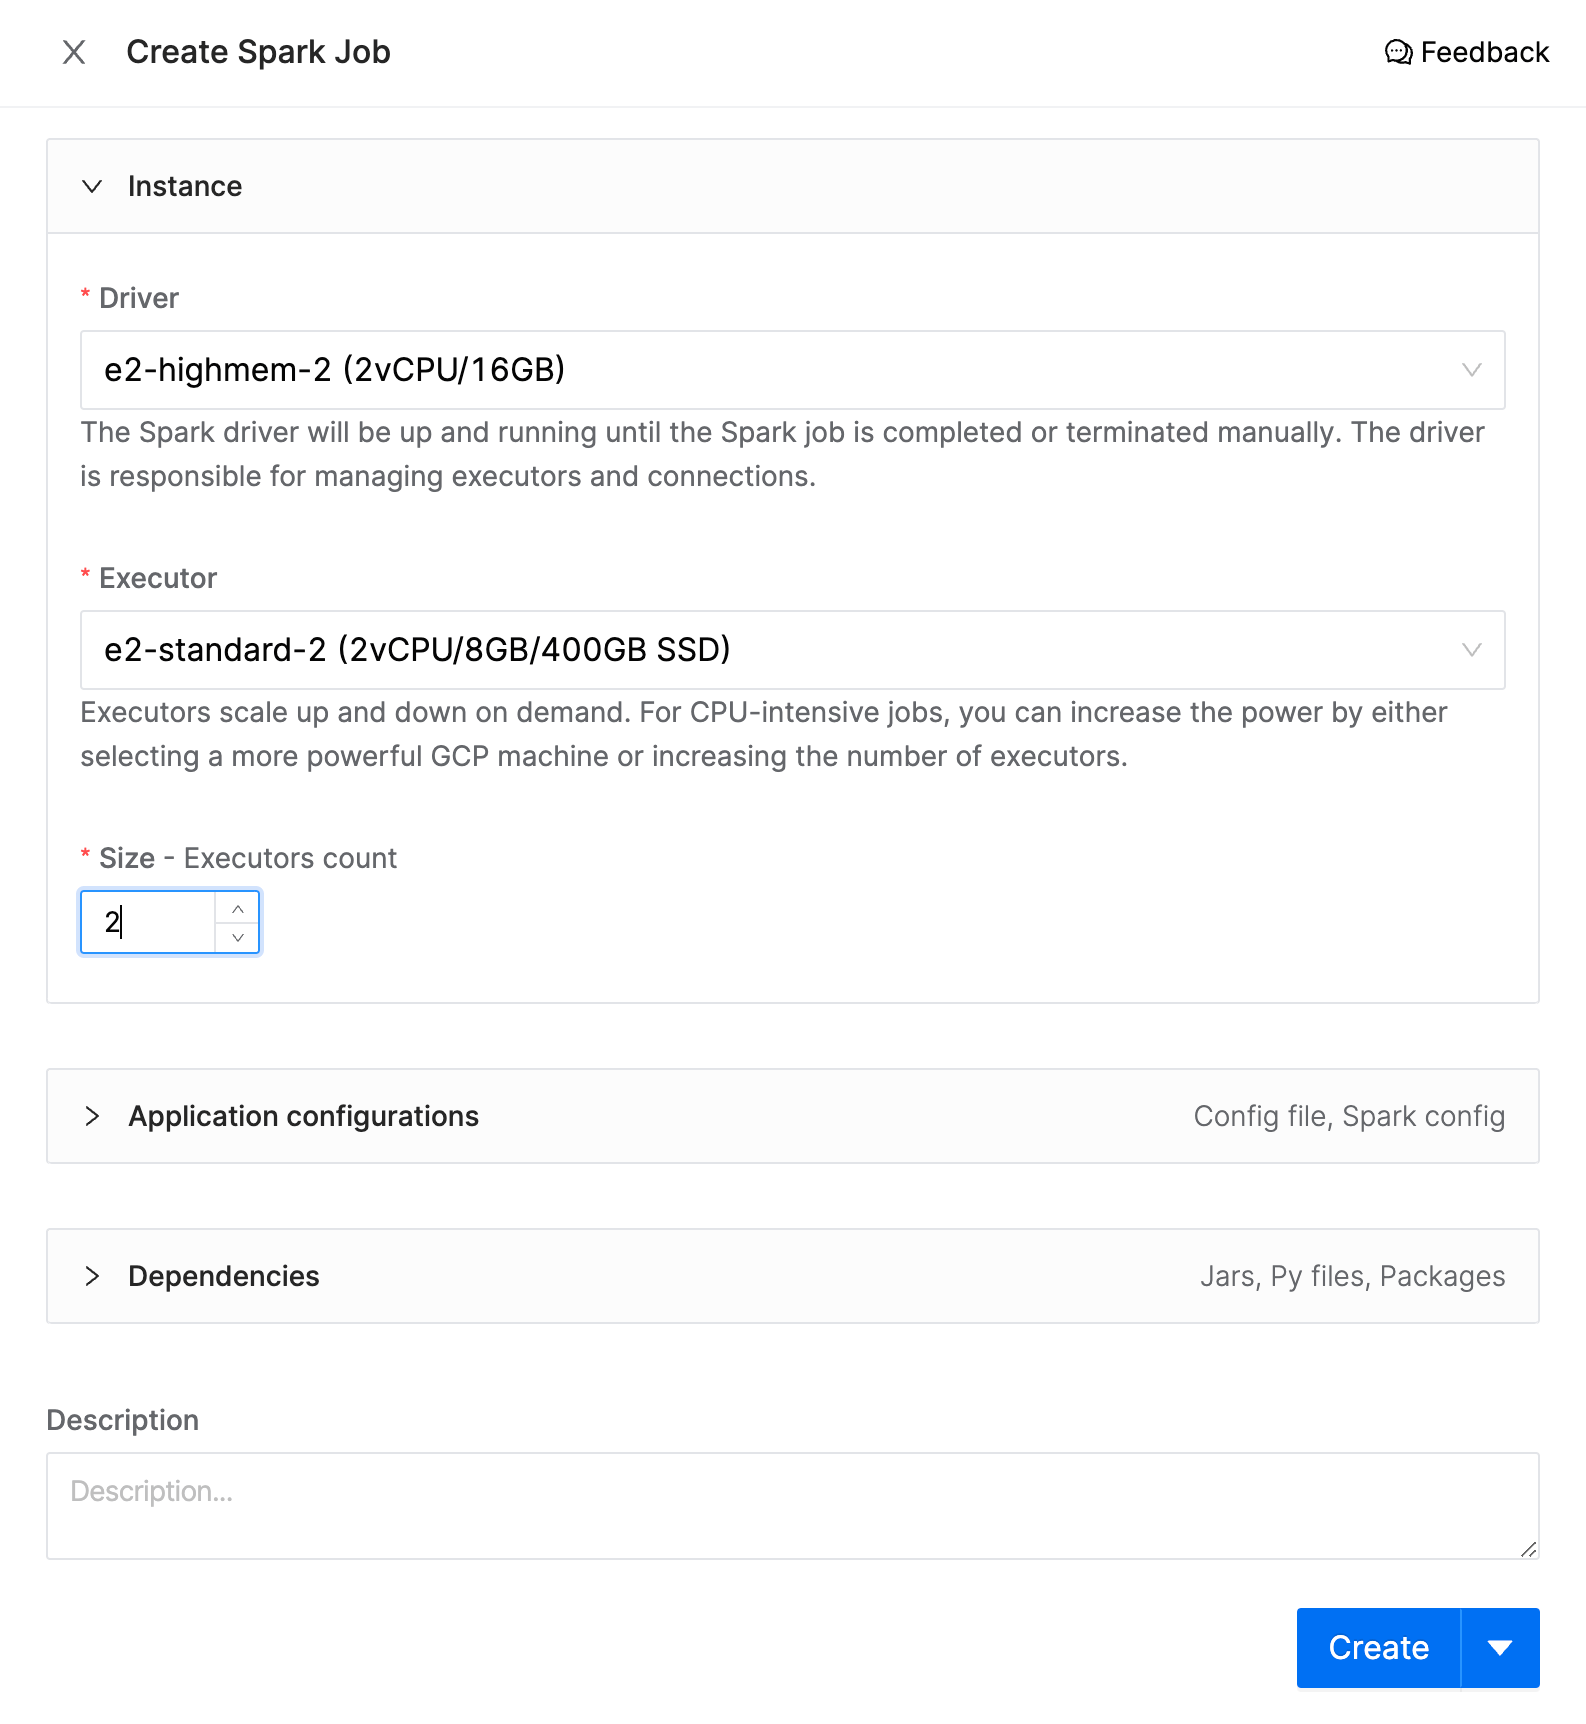 Create Spark Job
Feedback
Instance
* Driver
e2-highmem-2 (2vCPU/16GB)
The Spark driver will be up and running until the Spark job is completed or terminated manually. The driver
is responsible for managing executors and connections.
* Executor
e2-standard-2 (2vCPU/8GB/400GB SSD)
Executors scale up and down on demand. For CPU-intensive jobs, you can increase the power by either
selecting a more powerful GCP machine or increasing the number of executors.
* Size - Executors count
2
Application configurations
Config file, Spark config
Dependencies
Jars, Py files, Packages
Description
Description...
Create